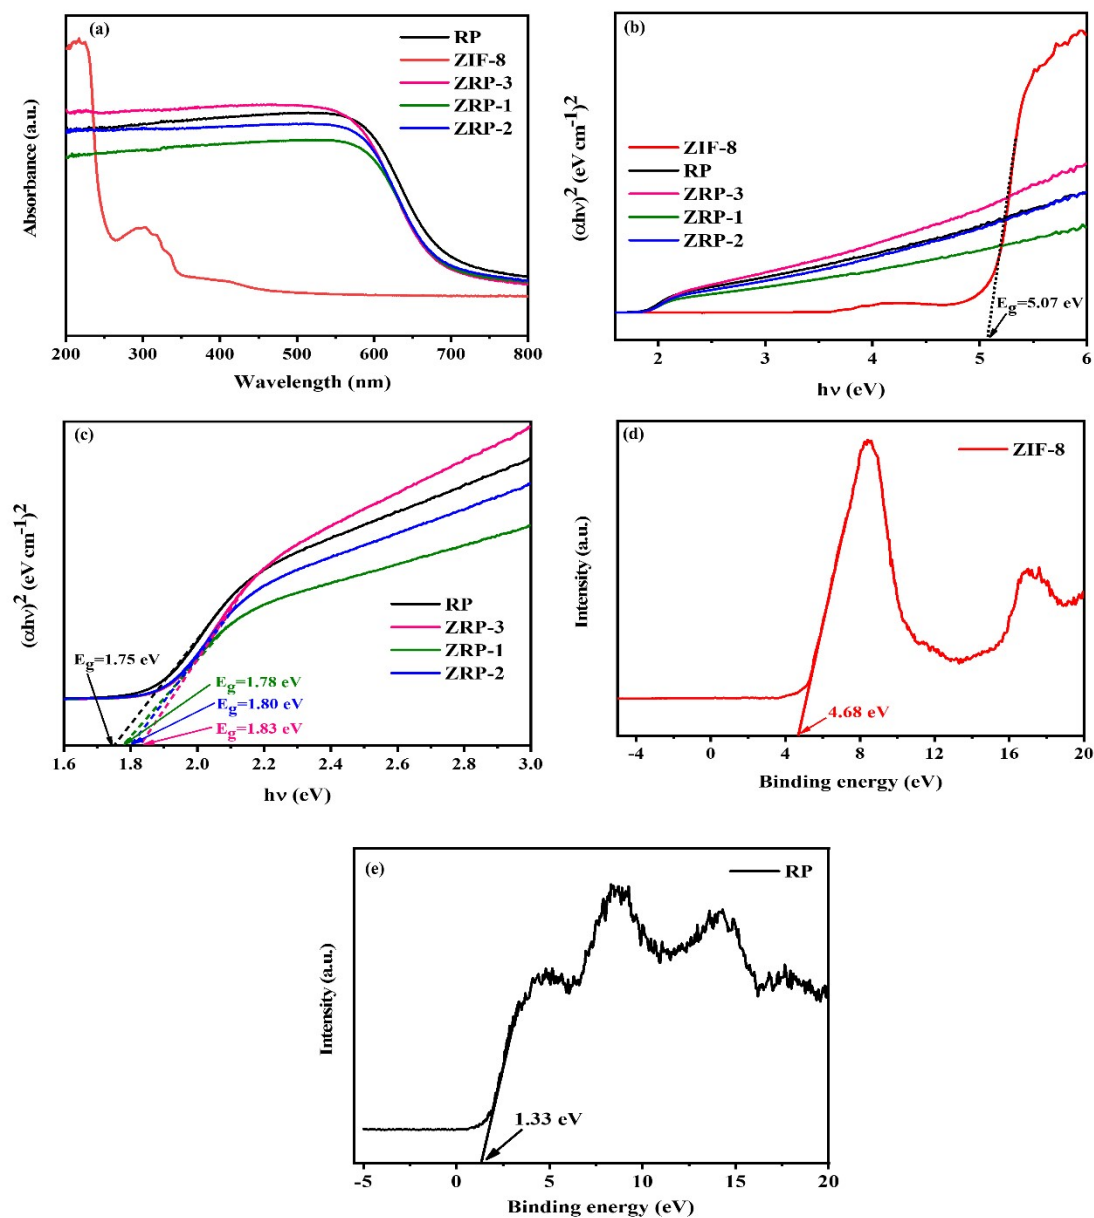 (a)
RP
ZIF-8
ZRP-3
ZRP-1
ZRP-2
Absorbance (a.u.)
200 300 400 500 600 700 800
Wavelength (nm)
(b)
ZIF-8
RP
ZRP-3
ZRP-1
ZRP-2
(αhν)² (eV cm⁻¹)²
Eg=5.07 eV
2 3 4 5 6
hν (eV)
(c)
(αhν)² (eV cm⁻¹)²
RP
ZRP-3
ZRP-1
ZRP-2
Eg=1.75 eV
Eg=1.78 eV
Eg=1.80 eV
Eg=1.83 eV
1.6 1.8 2.0 2.2 2.4 2.6 2.8 3.0
hν (eV)
(d)
ZIF-8
Intensity (a.u.)
4.68 eV
-4 0 4 8 12 16 20
Binding energy (eV)
(e)
RP
Intensity (a.u.)
1.33 eV
-5 0 5 10 15 20
Binding energy (eV)